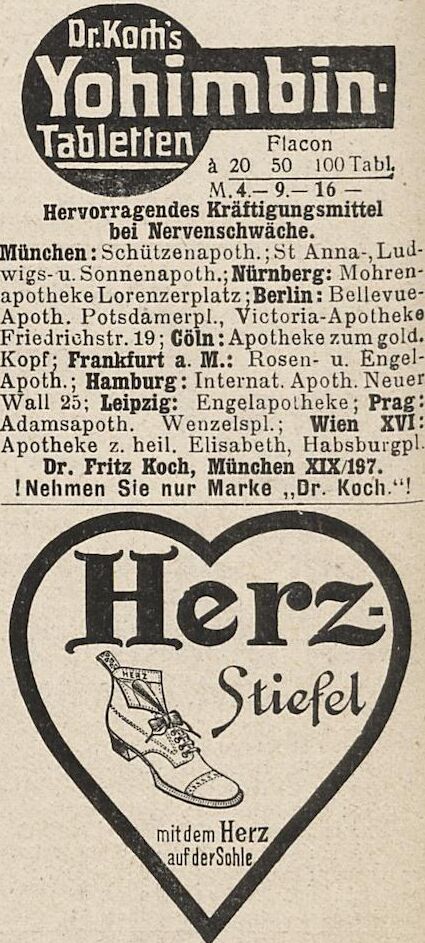 Dr. Koch's
Yohimbin-
Tabletten
Flacon
à 20 50 100 Tabl.
M. 4.— 9.— 16 —
Hervorragendes Kräftigungsmittel
bei Nervenschwäche.
München: Schützenapoth.; St Anna-, Lud-
wigs- u. Sonnenapoth.; Nürnberg: Mohren-
apotheke Lorenzerplatz; Berlin: Bellevue-
Apoth. Potsdamerpl., Victoria-Apotheke
Friedrichstr. 19; Cöln: Apotheke zum gold.
Kopf; Frankfurt a. M.: Rosen- u. Engel-
Apoth.; Hamburg: Internat. Apoth. Neuer
Wall 25; Leipzig: Engelapotheke; Prag:
Adamsapoth. Wenzelspl.; Wien XVI:
Apotheke z. heil. Elisabeth, Habsburgpl.
Dr. Fritz Koch, München XIX/197.
! Nehmen Sie nur Marke „Dr. Koch."!
Herz-
HERZ
Stiefel
mit dem Herz
auf der Sohle